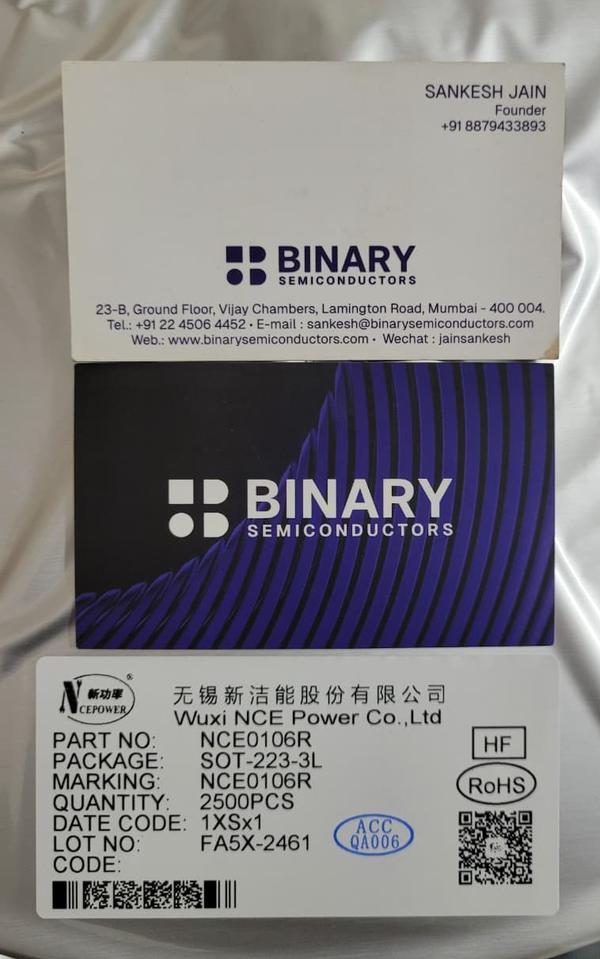 SANKESH JAIN
Founder
+91 8879433893
BINARY
SEMICONDUCTORS
23-B, Ground Floor, Vijay Chambers, Lamington Road, Mumbai - 400 004.
Tel.: +91 22 4506 4452 • E-mail : sankesh@binarysemiconductors.com
Web.: www.binarysemiconductors.com • Wechat : jainsankesh
BINARY
SEMICONDUCTORS
新功率
NCEPOWER
®
无锡新洁能股份有限公司
Wuxi NCE Power Co.,Ltd
PART NO: NCE0106R
PACKAGE: SOT-223-3L
MARKING: NCE0106R
QUANTITY: 2500PCS
DATE CODE: 1XSx1
LOT NO: FA5X-2461
CODE:
HF
RoHS
ACC
QA006